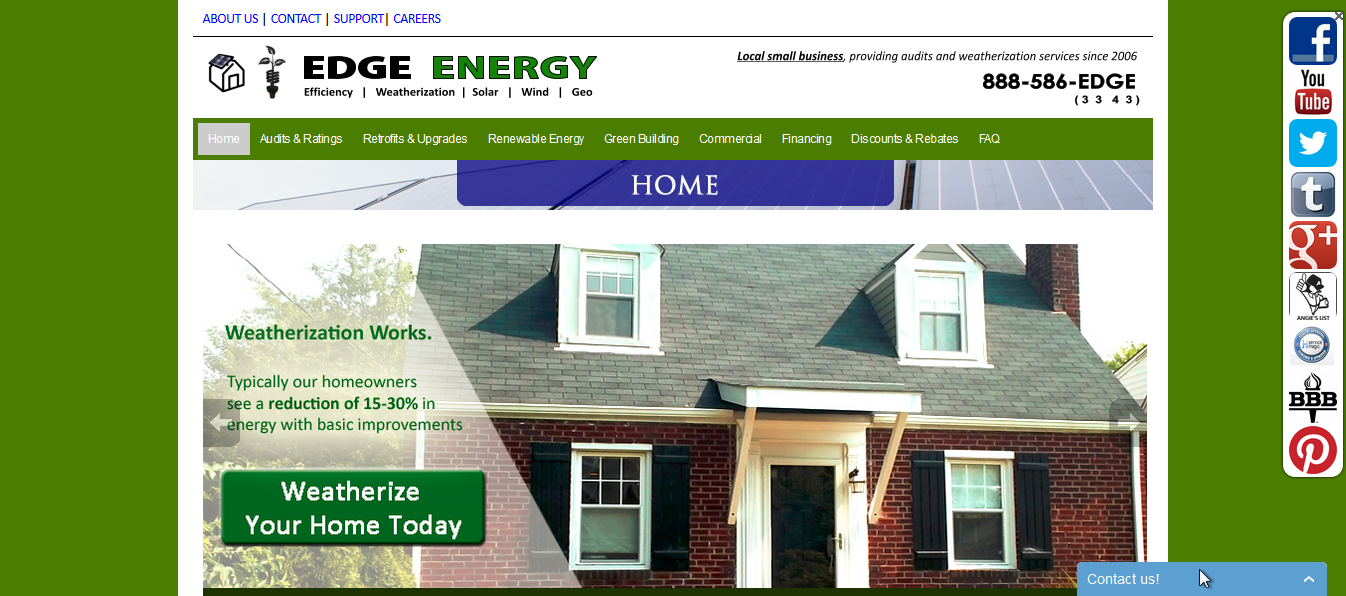 ABOUT US | CONTACT | SUPPORT | CAREERS
EDGE ENERGY
Efficiency | Weatherization | Solar | Wind | Geo
Local small business, providing audits and weatherization services since 2006
888-586-EDGE
(3 3 4 3)
Home Audits & Ratings Retrofits & Upgrades Renewable Energy Green Building Commercial Financing Discounts & Rebates FAQ
HOME
Weatherization Works.
Typically our homeowners
see a reduction of 15-30% in
energy with basic improvements
Weatherize
Your Home Today
f
You
Tube
t
g+
ANGIE'S LIST
BBB
Contact us!